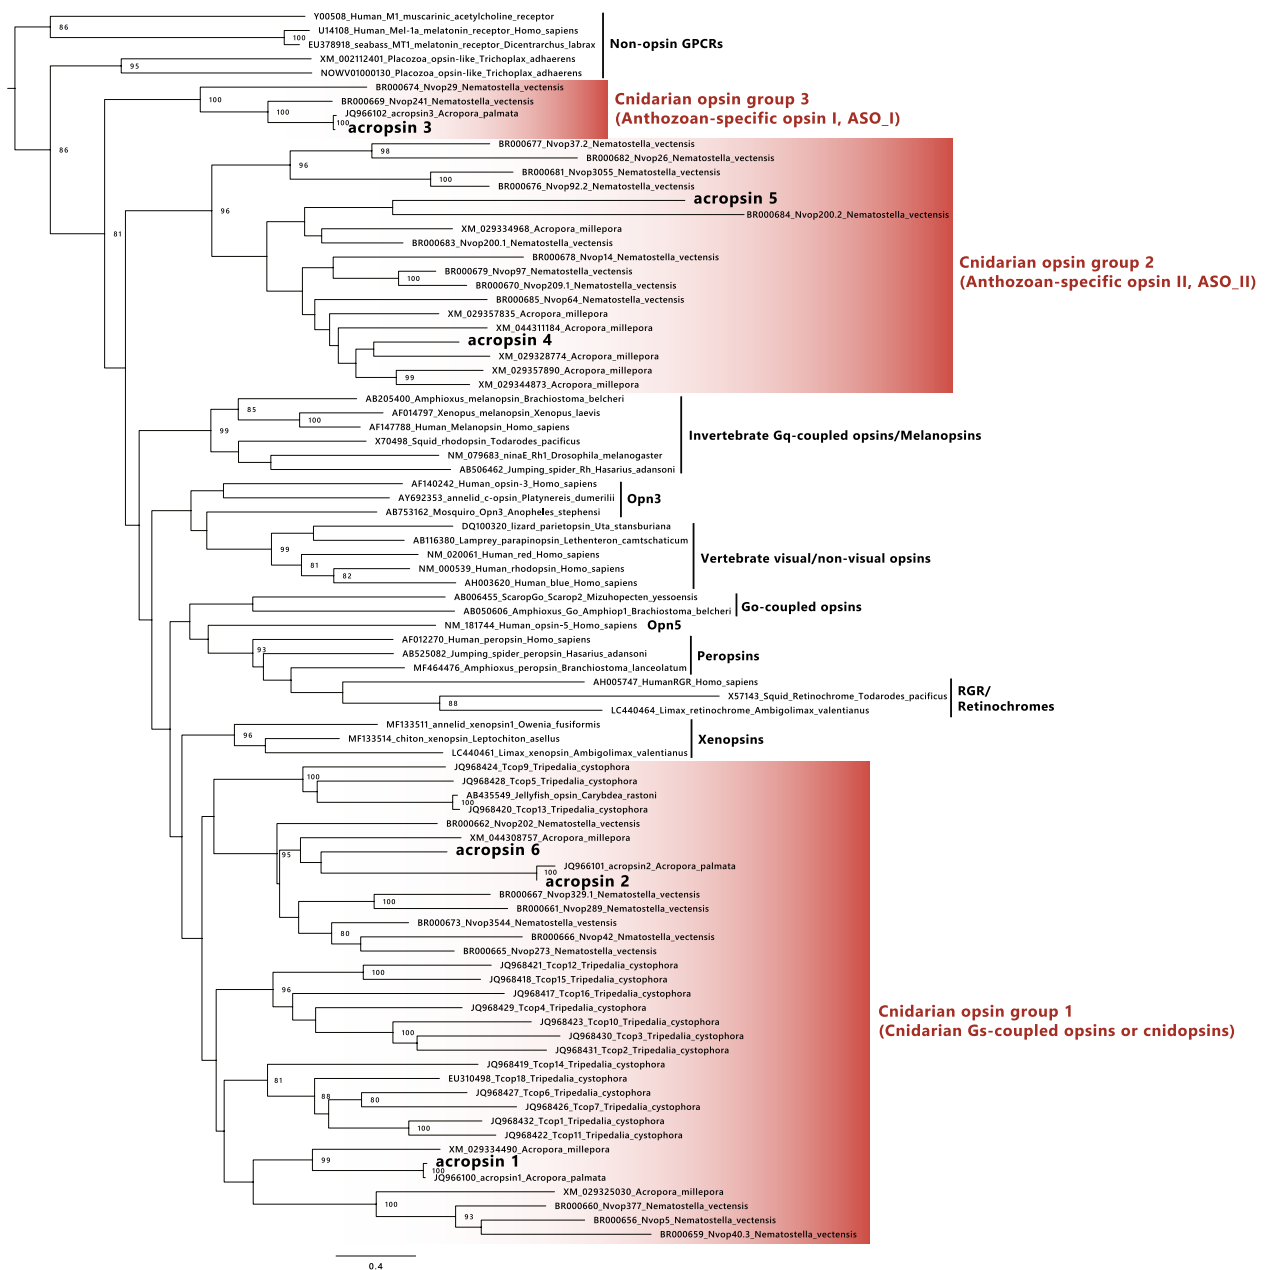 Y00508_Human_M1_muscarinic_acetylcholine_receptor
86
U14108_Human_Mel-1a_melatonin_receptor_Homo_sapiens
100
EU378918_seabass_MT1_melatonin_receptor_Dicentrarchus_labrax
Non-opsin GPCRs
XM_002112401_Placozoa_opsin-like_Trichoplax_adhaerens
95
NOWV01000130_Placozoa_opsin-like_Trichoplax_adhaerens
BR000674_Nvop29_Nematostella_vectensis
100
BR000669_Nvop241_Nematostella_vectensis
100
JQ966102_acropsin3_Acropora_palmata
100
acropsin 3
Cnidarian opsin group 3
(Anthozoan-specific opsin I, ASO_I)
86
BR000677_Nvop37.2_Nematostella_vectensis
98
BR000682_Nvop26_Nematostella_vectensis
96
BR000681_Nvop3055_Nematostella_vectensis
100
BR000676_Nvop92.2_Nematostella_vectensis
acropsin 5
96
BR000684_Nvop200.2_Nematostella_vectensis
XM_029334968_Acropora_millepora
81
BR000683_Nvop200.1_Nematostella_vectensis
BR000678_Nvop14_Nematostella_vectensis
BR000679_Nvop97_Nematostella_vectensis
100
BR000670_Nvop209.1_Nematostella_vectensis
Cnidarian opsin group 2
(Anthozoan-specific opsin II, ASO_II)
BR000685_Nvop64_Nematostella_vectensis
XM_029357835_Acropora_millepora
XM_044311184_Acropora_millepora
acropsin 4
XM_029328774_Acropora_millepora
XM_029357890_Acropora_millepora
99
XM_029344873_Acropora_millepora
AB205400_Amphioxus_melanopsin_Brachiostoma_belcheri
85
AF014797_Xenopus_melanopsin_Xenopus_laevis
100
AF147788_Human_Melanopsin_Homo_sapiens
99
Invertebrate Gq-coupled opsins/Melanopsins
X70498_Squid_rhodopsin_Todarodes_pacificus
NM_079683_ninaE_Rh1_Drosophila_melanogaster
AB506462_Jumping_spider_Rh_Hasarius_adansoni
AF140242_Human_opsin-3_Homo_sapiens
AY692353_annelid_c-opsin_Platynereis_dumerilii
Opn3
AB753162_Mosquiro_Opn3_Anopheles_stephensi
DQ100320_lizard_parietopsin_Uta_stansburiana
AB116380_Lamprey_parapinopsin_Lethenteron_camtschaticum
99
NM_020061_Human_red_Homo_sapiens
Vertebrate visual/non-visual opsins
81
NM_000539_Human_rhodopsin_Homo_sapiens
82
AH003620_Human_blue_Homo_sapiens
AB006455_ScaropGo_Scarop2_Mizuhopecten_yessoensis
Go-coupled opsins
AB050606_Amphioxus_Go_Amphiop1_Brachiostoma_belcheri
NM_181744_Human_opsin-5_Homo_sapiens
Opn5
AF012270_Human_peropsin_Homo_sapiens
93
AB525082_Jumping_spider_peropsin_Hasarius_adansoni
Peropsins
MF464476_Amphioxus_peropsin_Branchiostoma_lanceolatum
AH005747_HumanRGR_Homo_sapiens
X57143_Squid_Retinochrome_Todarodes_pacificus
88
LC440464_Limax_retinochrome_Ambigolimax_valentianus
RGR/
Retinochromes
MF133511_annelid_xenopsin1_Owenia_fusiformis
96
MF133514_chiton_xenopsin_Leptochiton_asellus
Xenopsins
LC440461_Limax_xenopsin_Ambigolimax_valentianus
JQ968424_Tcop9_Tripedalia_cystophora
100
JQ968428_Tcop5_Tripedalia_cystophora
AB435549_Jellyfish_opsin_Carybdea_rastoni
100
JQ968420_Tcop13_Tripedalia_cystophora
BR000662_Nvop202_Nematostella_vectensis
XM_044308757_Acropora_millepora
acropsin 6
95
JQ966101_acropsin2_Acropora_palmata
100
acropsin 2
BR000667_Nvop329.1_Nematostella_vectensis
100
BR000661_Nvop289_Nematostella_vectensis
BR000673_Nvop3544_Nematostella_vestensis
80
BR000666_Nvop42_Nmatostella_vectensis
BR000665_Nvop273_Nematostella_vectensis
JQ968421_Tcop12_Tripedalia_cystophora
100
JQ968418_Tcop15_Tripedalia_cystophora
96
JQ968417_Tcop16_Tripedalia_cystophora
JQ968429_Tcop4_Tripedalia_cystophora
JQ968423_Tcop10_Tripedalia_cystophora
100
JQ968430_Tcop3_Tripedalia_cystophora
JQ968431_Tcop2_Tripedalia_cystophora
Cnidarian opsin group 1
(Cnidarian Gs-coupled opsins or cnidopsins)
JQ968419_Tcop14_Tripedalia_cystophora
81
EU310498_Tcop18_Tripedalia_cystophora
88
JQ968427_Tcop6_Tripedalia_cystophora
80
JQ968426_Tcop7_Tripedalia_cystophora
JQ968432_Tcop1_Tripedalia_cystophora
100
JQ968422_Tcop11_Tripedalia_cystophora
XM_029334490_Acropora_millepora
99
acropsin 1
100
JQ966100_acropsin1_Acropora_palmata
XM_029325030_Acropora_millepora
100
BR000660_Nvop377_Nematostella_vectensis
93
BR000656_Nvop5_Nematostella_vectensis
BR000659_Nvop40.3_Nematostella_vectensis
0.4